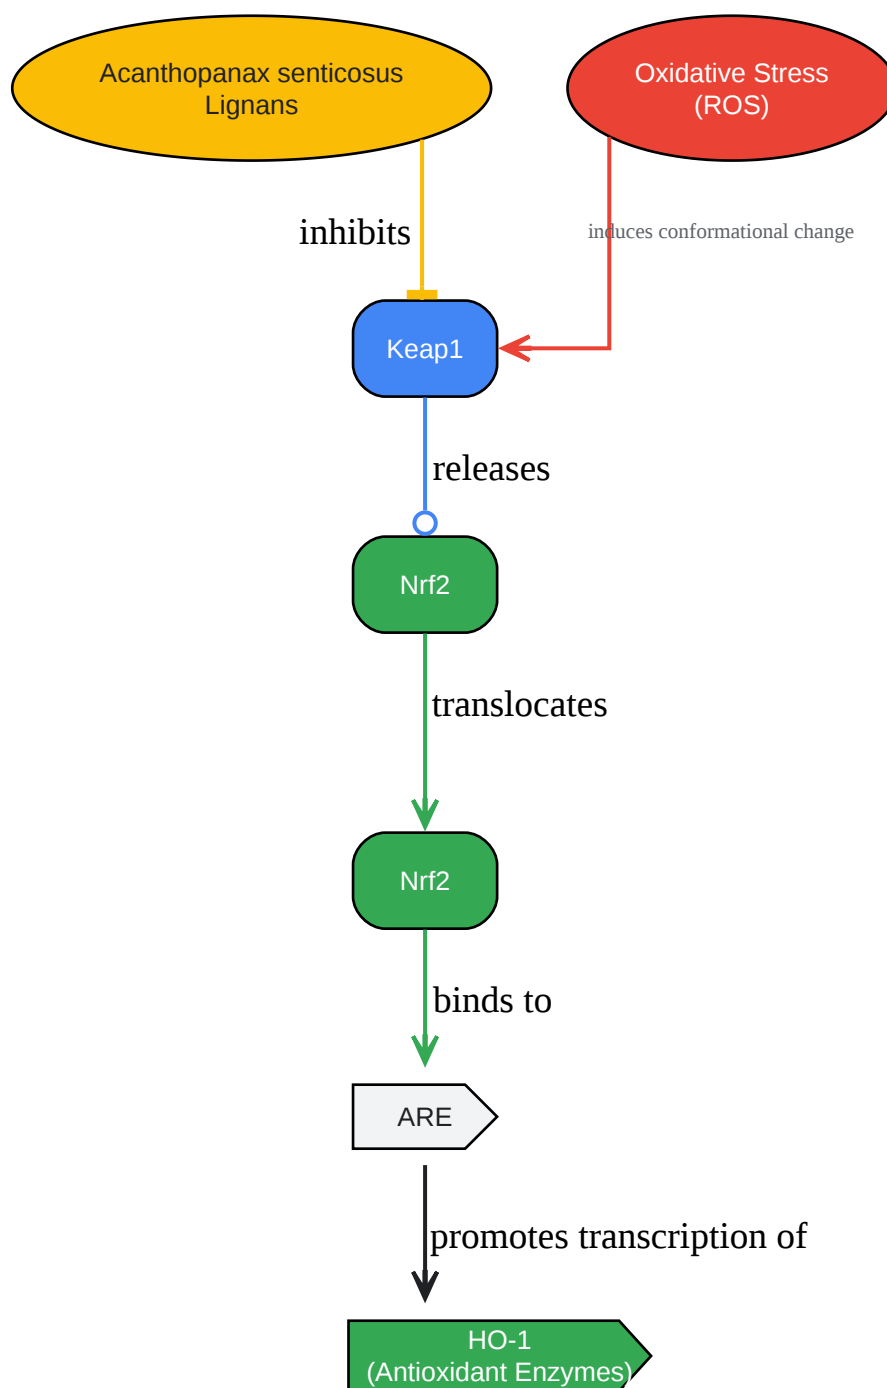 Acanthopanax senticosus
Lignans
Oxidative Stress
(ROS)
inhibits
induces conformational change
Keap1
releases
Nrf2
translocates
Nrf2
binds to
ARE
promotes transcription of
HO-1
(Antioxidant Enzymes)